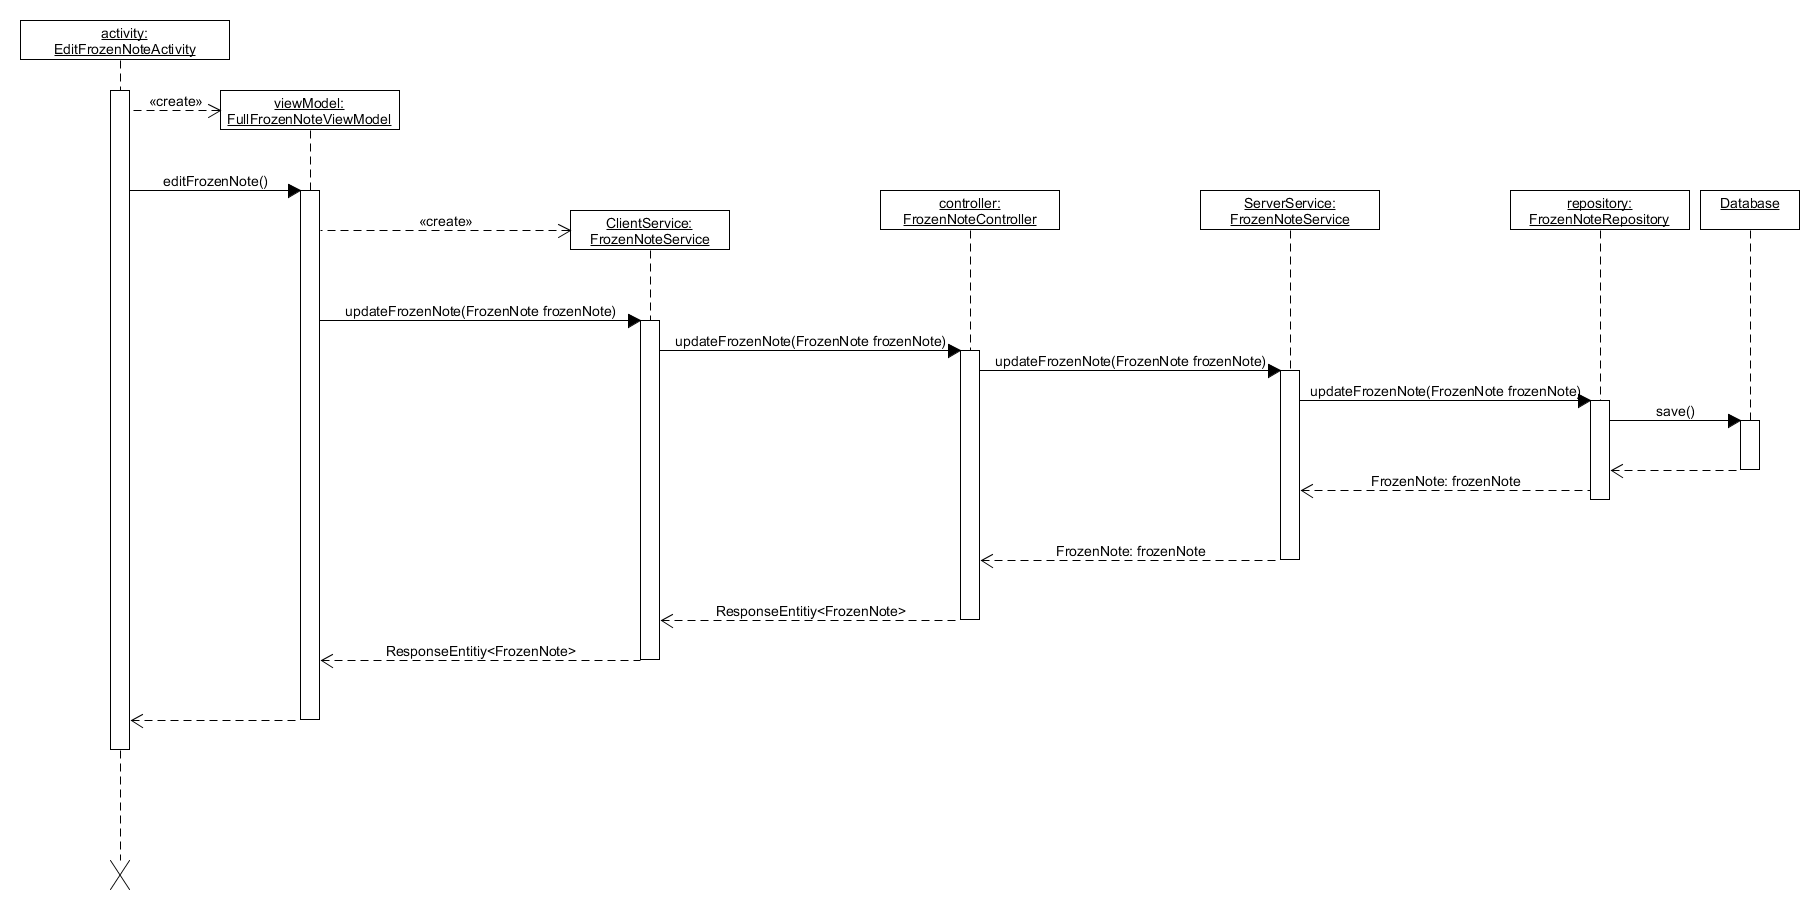 activity:
EditFrozenNoteActivity
«create»
viewModel:
FullFrozenNoteViewModel
editFrozenNote()
«create»
ClientService:
FrozenNoteService
controller:
FrozenNoteController
ServerService:
FrozenNoteService
repository:
FrozenNoteRepository
Database
updateFrozenNote(FrozenNote frozenNote)
updateFrozenNote(FrozenNote frozenNote)
updateFrozenNote(FrozenNote frozenNote)
updateFrozenNote(FrozenNote frozenNote)
save()
FrozenNote: frozenNote
FrozenNote: frozenNote
ResponseEntitiy<FrozenNote>
ResponseEntitiy<FrozenNote>